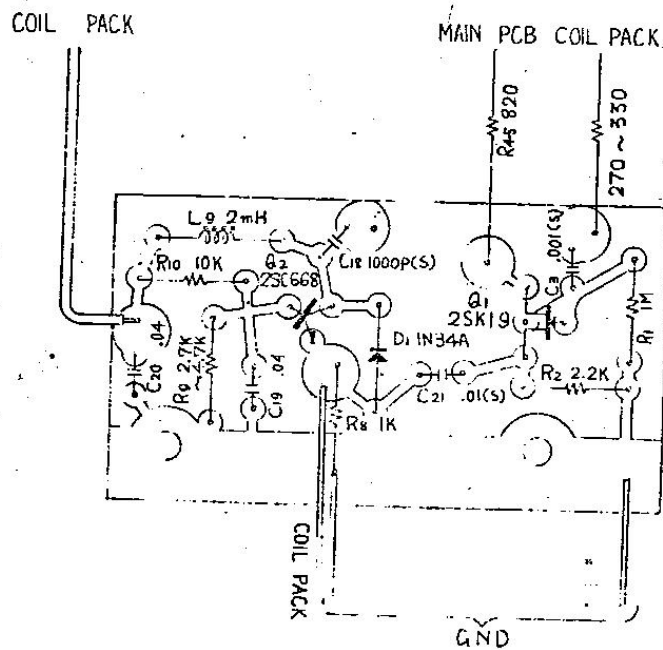 COIL PACK
MAIN PCB COIL PACK
R45 820
270~330
L9 2mH
C18 1000P(S)
.001(S)
C3
R10 10K
Q2
2SC668
Q1
2SK19
D1 1N34A
1M
R1
.04
C20
R9 2.7K
~4.7K
.04
C19
R8 1K
C21 .01(S)
R2 2.2K
COIL PACK
GND